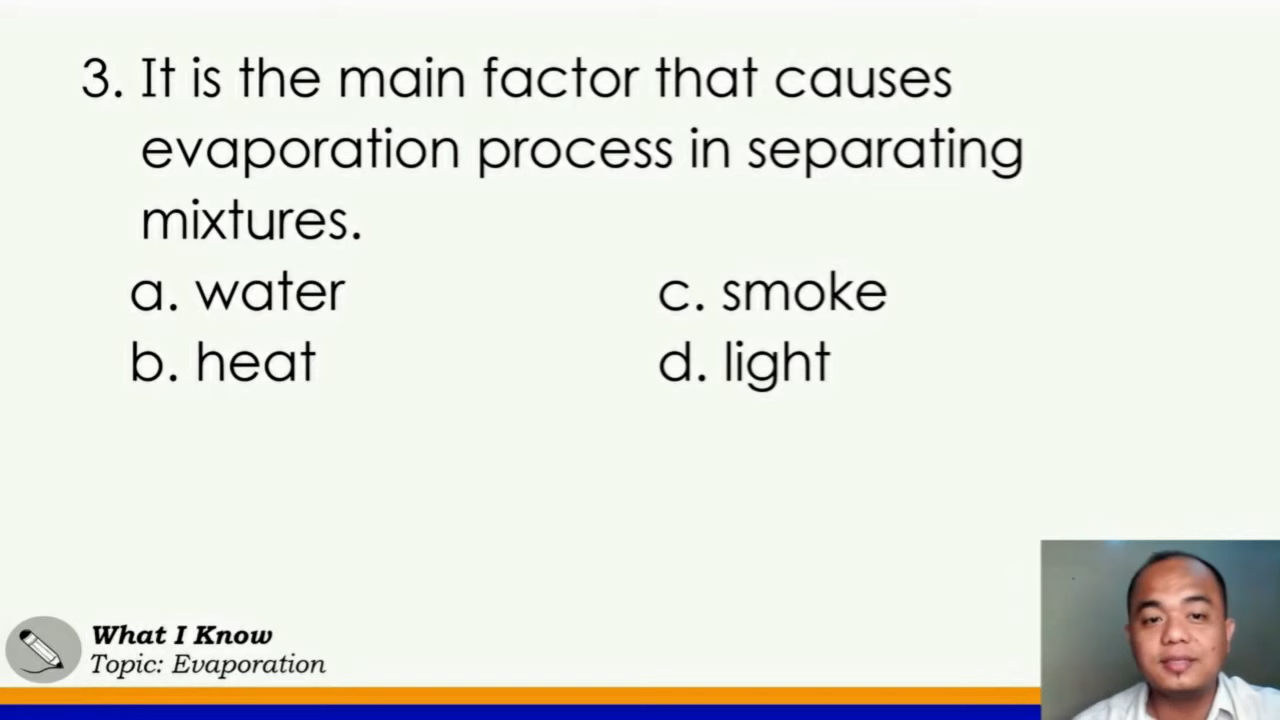 3. It is the main factor that causes
evaporation process in separating
mixtures.
a. water
c. smoke
b. heat
d. light
What I Know
Topic: Evaporation